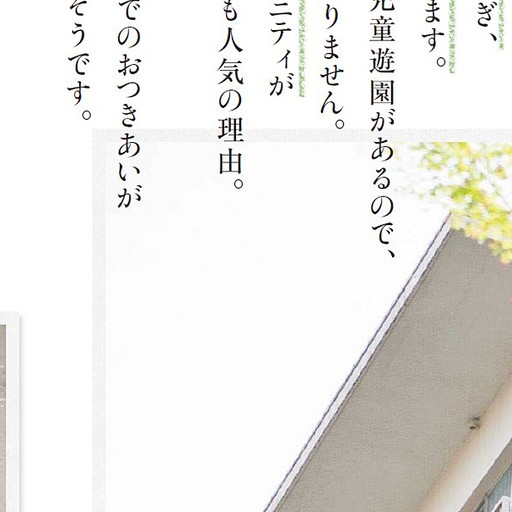 ぎ、
ます。
児童遊園があるので、
りません。
ニティが
も人気の理由。
でのおつきあいが
そうです。